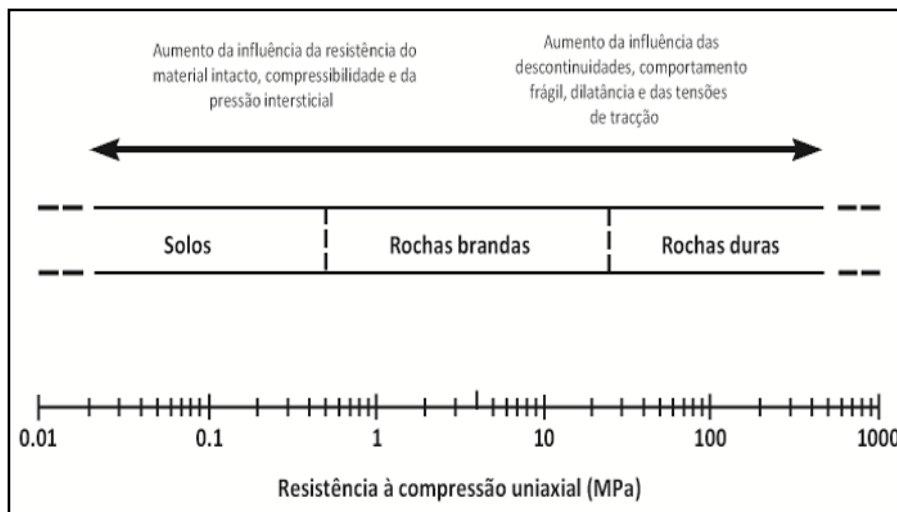 Aumento da influência da resistência do
material intacto, compressibilidade e da
pressão intersticial
Aumento da influência das
descontinuidades, comportamento
frágil, dilatância e das tensões
de tracção
Solos
Rochas brandas
Rochas duras
0.01
0.1
1
10
100
1000
Resistência à compressão uniaxial (MPa)